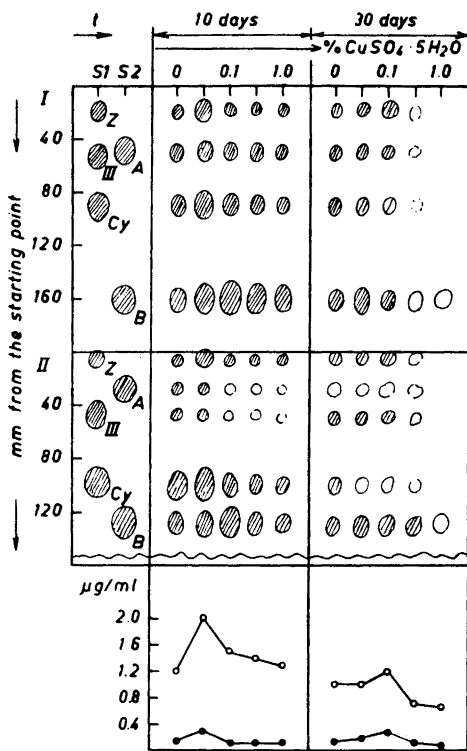 t 10 days 30 days
% CuSO4 · 5H2O
S1 S2 0 0.1 1.0 0 0.1 1.0
I
Z
40
III A
80
Cy
120
160
B
II
Z
A
40
III
80
Cy
120
B
mm from the starting point
µg/ml
2.0
1.6
1.2
0.8
0.4